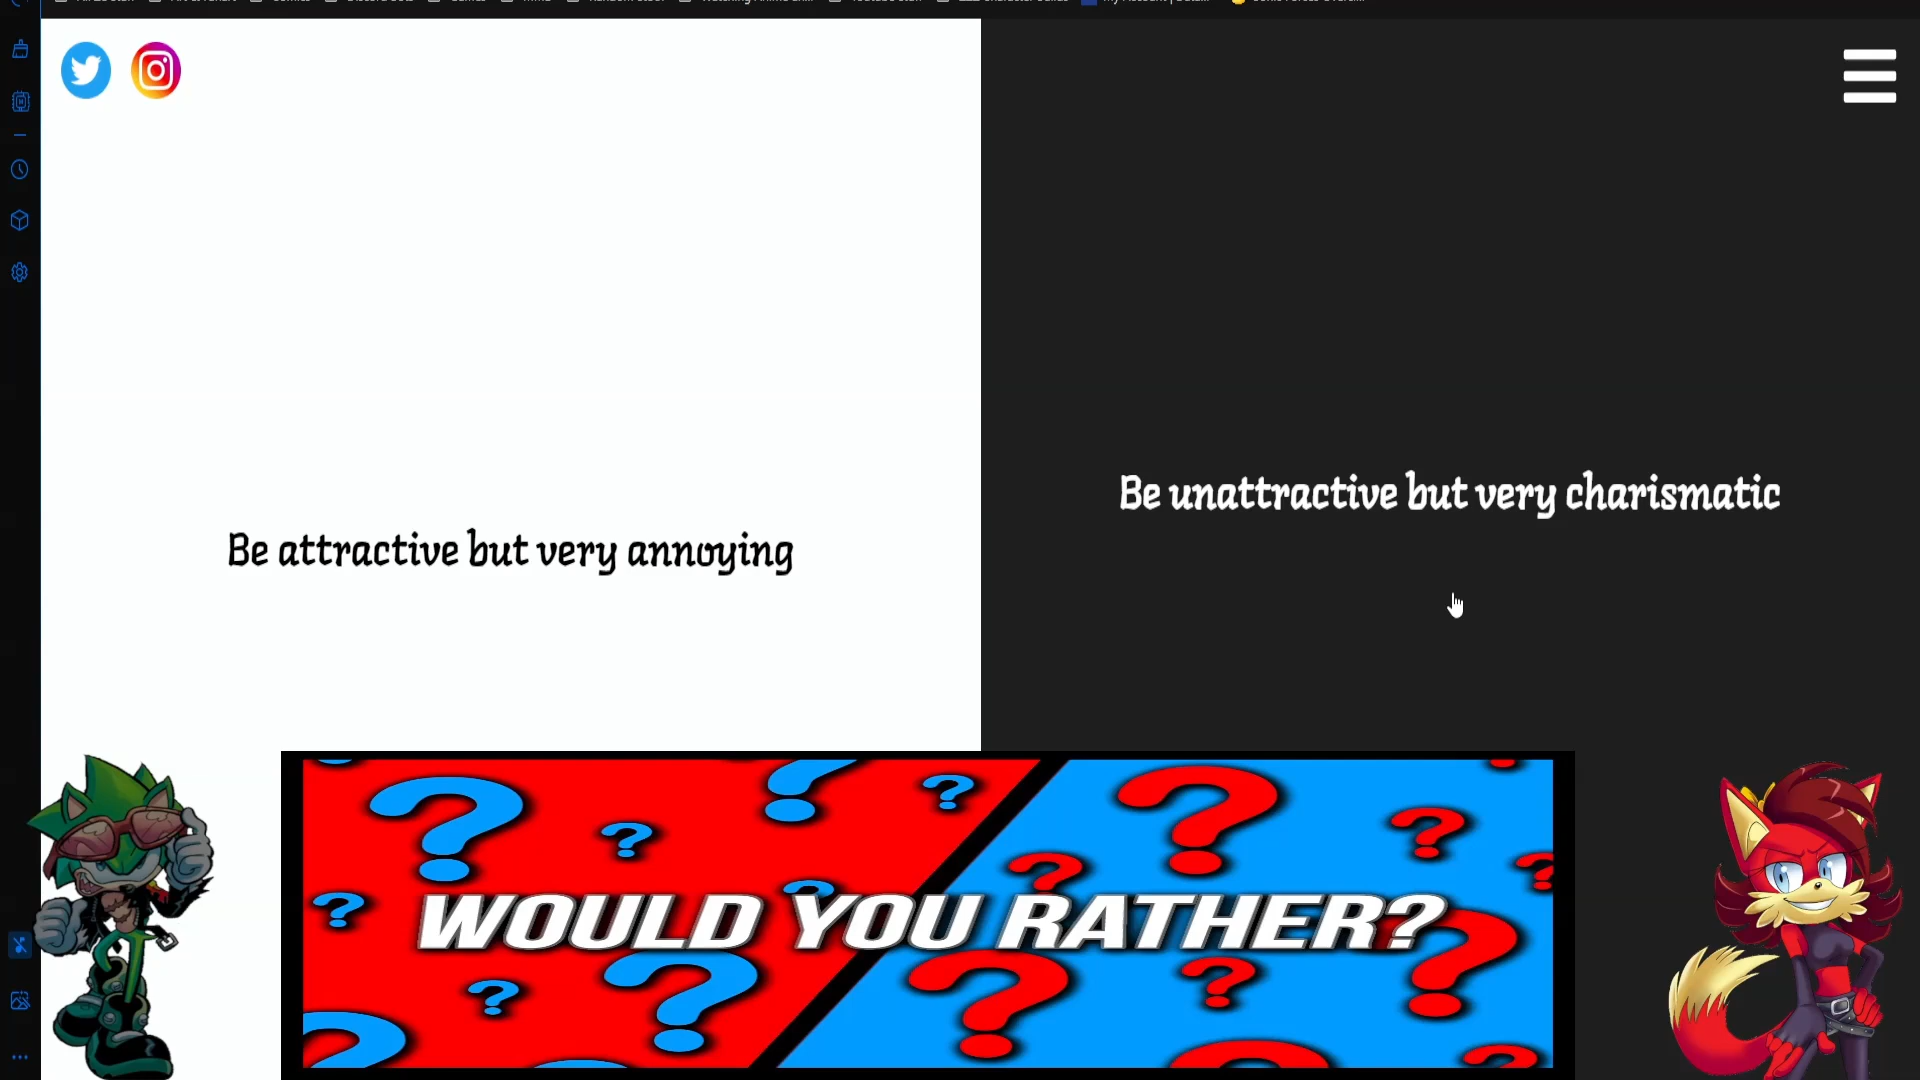 Be attractive but very annoying
Be unattractive but very charismatic
WOULD YOU RATHER?